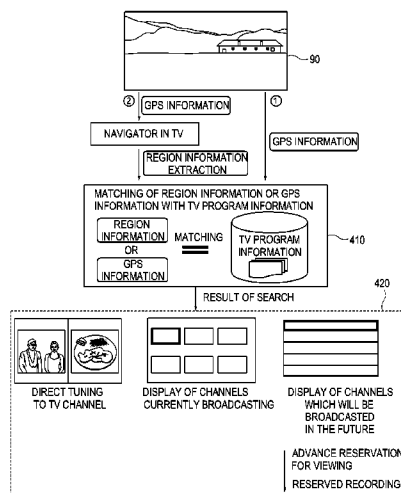 90
② GPS INFORMATION ①
NAVIGATOR IN TV
GPS INFORMATION
REGION INFORMATION
EXTRACTION
MATCHING OF REGION INFORMATION OR GPS
INFORMATION WITH TV PROGRAM INFORMATION
410
REGION
INFORMATION
OR
GPS
INFORMATION
MATCHING
TV PROGRAM
INFORMATION
RESULT OF SEARCH
420
DIRECT TUNING
TO TV CHANNEL
DISPLAY OF CHANNELS
CURRENTLY BROADCASTING
DISPLAY OF CHANNELS
WHICH WILL BE
BROADCASTED
IN THE FUTURE
ADVANCE RESERVATION
FOR VIEWING
RESERVED RECORDING